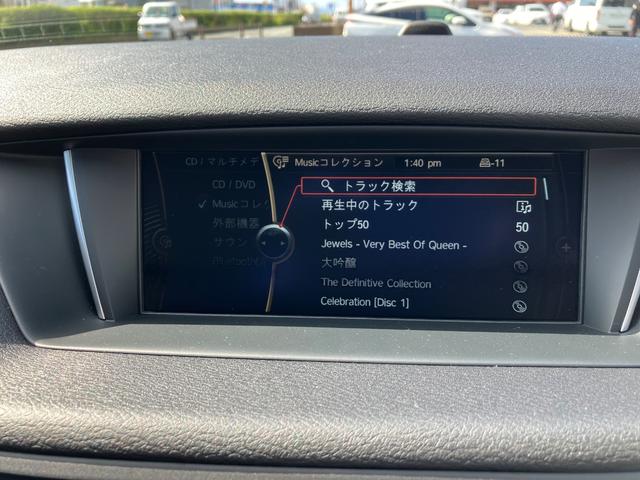 CD / マルチメデ
Musicコレクション 1:40 pm -11
CD / DVD
Musicコレ
外部機器
サウン
Bluetooth
トラック検索
再生中のトラック
トップ50 50
Jewels - Very Best Of Queen -
大吟醸
The Definitive Collection
Celebration [Disc 1]